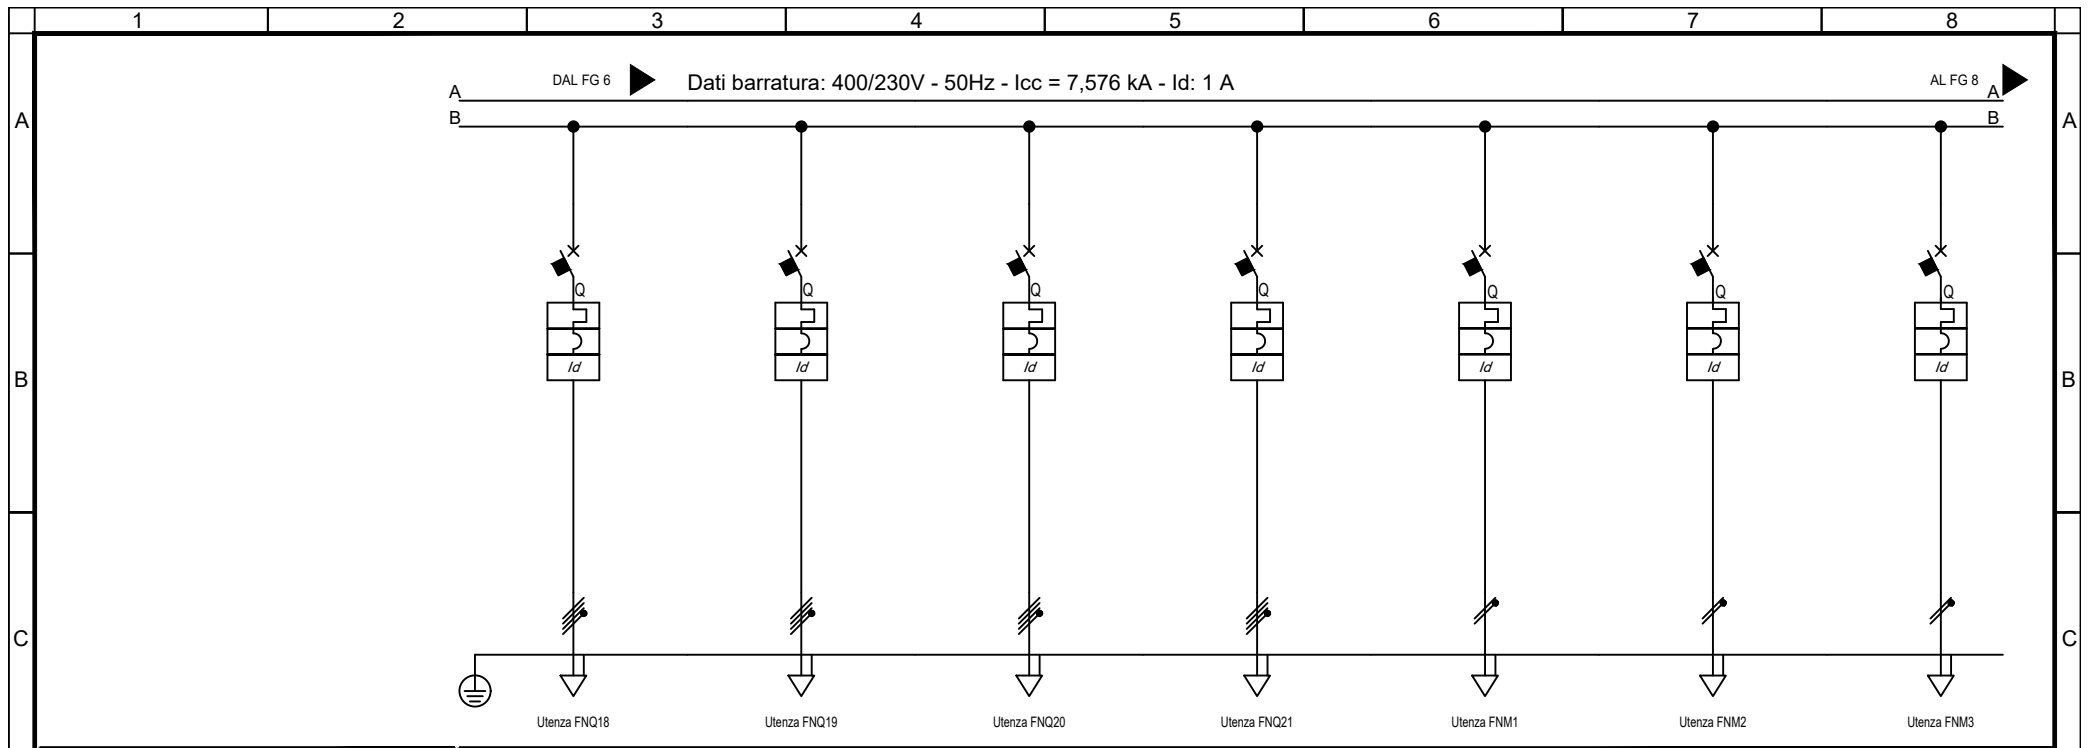 1 2 3 4 5 6 7 8
DAL FG 6 Dati barratura: 400/230V - 50Hz - Icc = 7,576 kA - Id: 1 A AL FG 8
A A
B B
A A
Q Q Q Q Q Q Q
Id Id Id Id Id Id Id
B B
C C
Utenza FNQ18 Utenza FNQ19 Utenza FNQ20 Utenza FNQ21 Utenza FNM1 Utenza FNM2 Utenza FNM3